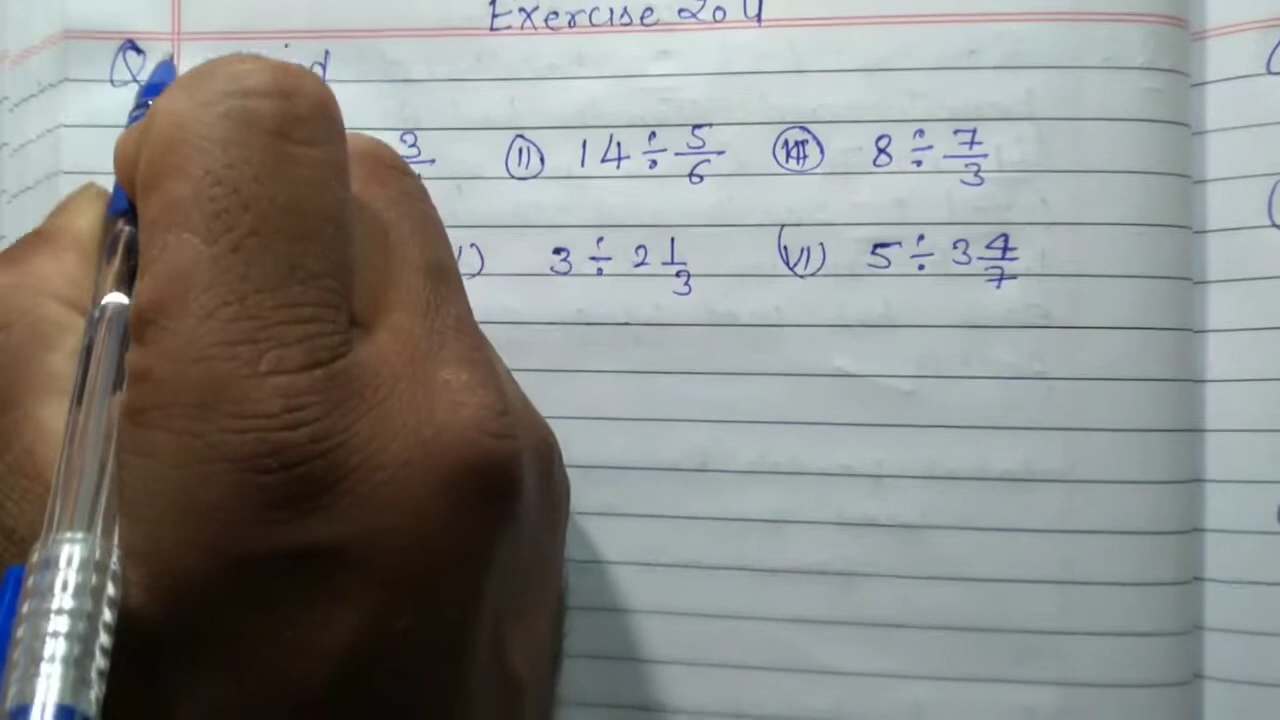 Exercise 2.4
Q
3 (II) 14 ÷ 5/6 (III) 8 ÷ 7/3
) 3 ÷ 2 1/3 (VI) 5 ÷ 3 4/7